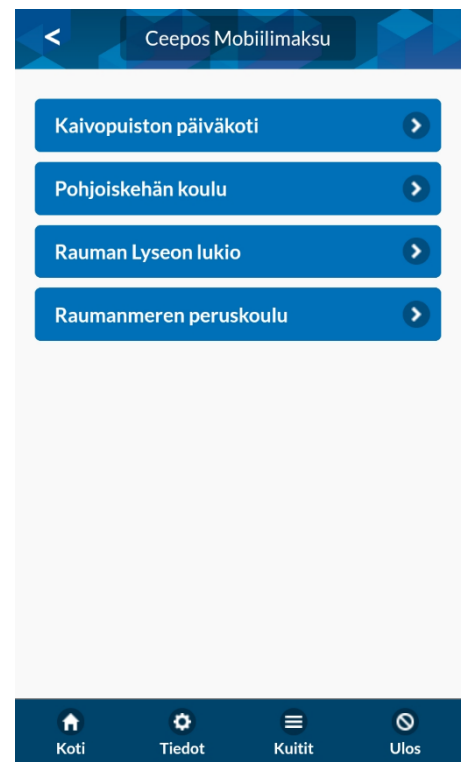 < Ceepos Mobiilimaksu
Kaivopuiston päiväkoti
Pohjoiskehän koulu
Rauman Lyseon lukio
Raumanmeren peruskoulu
Koti Tiedot Kuitit Ulos